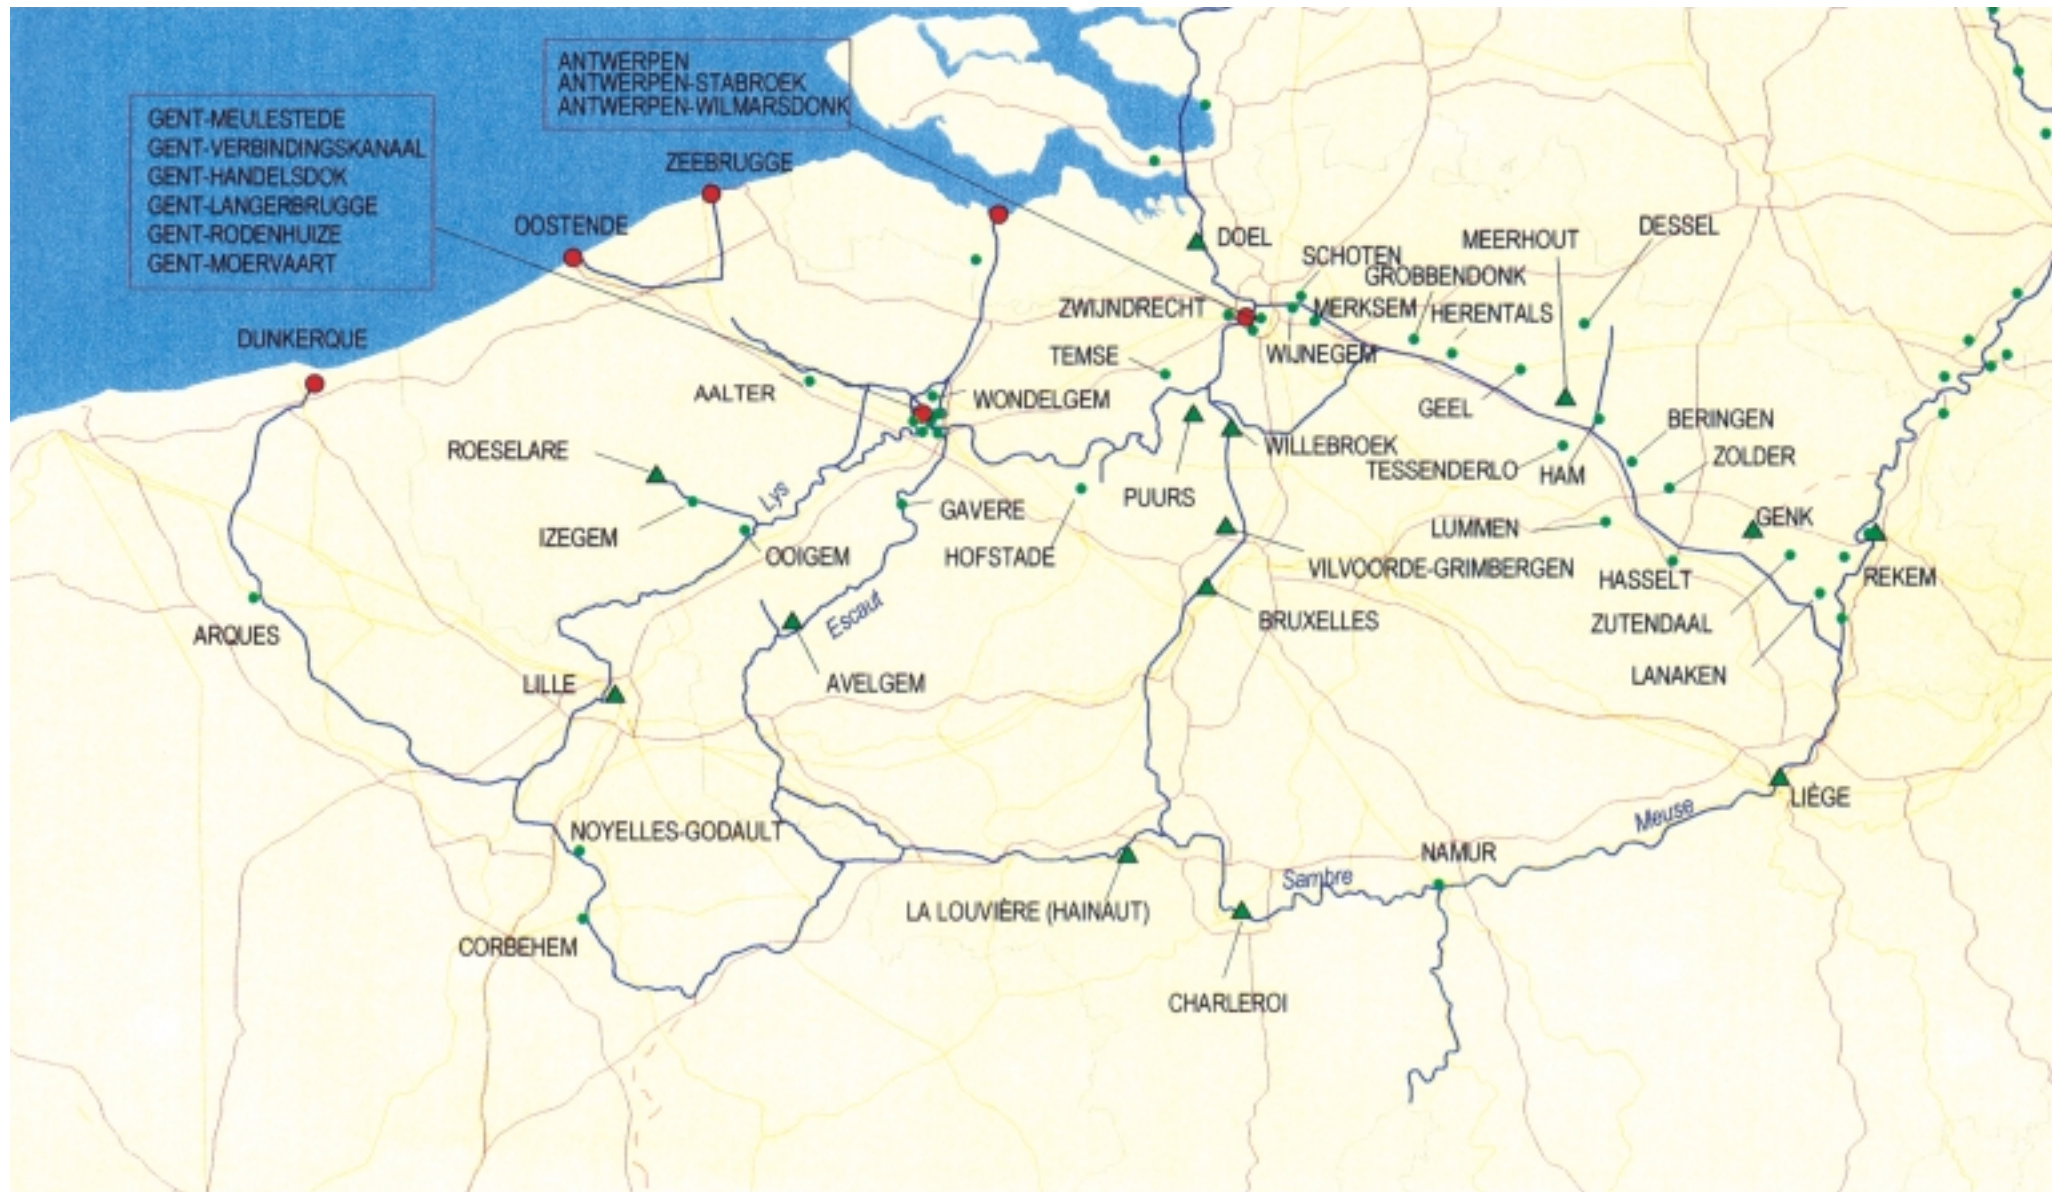 ANTWERPEN
ANTWERPEN-STABROEK
ANTWERPEN-WILMARSDONK
GENT-MEULESTEDE
GENT-VERBINDINGSKANAAL
GENT-HANDELSDOK
GENT-LANGERBRUGGE
GENT-RODENHUIZE
GENT-MOERVAART
ZEEBRUGGE
OOSTENDE
DUNKERQUE
DOEL
SCHOTEN
MEERHOUT
DESSEL
GROBBENDONK
ZWIJNDRECHT
MERKSEM
HERENTALS
TEMSE
WIJNEGEM
AALTER
WONDELGEM
GEEL
BERINGEN
ROESELARE
WILLEBROEK
TESSENDERLO
HAM
ZOLDER
Lys
PUURS
IZEGEM
GAVERE
GENK
OOIGEM
HOFSTADE
LUMMEN
VILVOORDE-GRIMBERGEN
HASSELT
REKEM
ARQUES
Escaut
BRUXELLES
ZUTENDAAL
LILLE
AVELGEM
LANAKEN
LIÈGE
Meuse
NOYELLES-GODAULT
NAMUR
Sambre
LA LOUVIÈRE (HAINAUT)
CORBEHEM
CHARLEROI